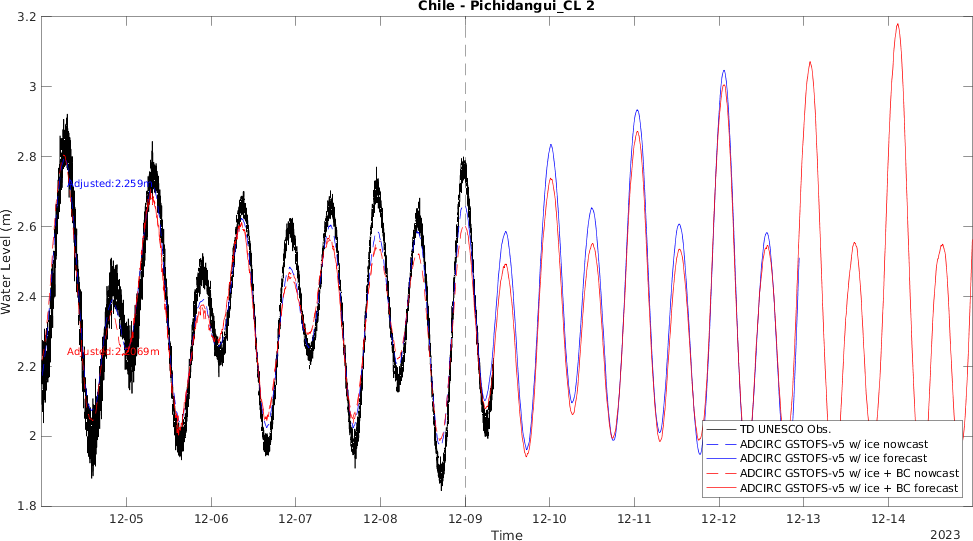 Chile - Pichidangui_CL 2
3.2
3
2.8
2.6
2.4
2.2
2
1.8
Water Level (m)
Adjusted:2.259m
TD UNESCO Obs.
ADCIRC GSTOFS-v5 w/ ice nowcast
ADCIRC GSTOFS-v5 w/ ice forecast
ADCIRC GSTOFS-v5 w/ ice + BC nowcast
ADCIRC GSTOFS-v5 w/ ice + BC forecast
12-05
12-06
12-07
12-08
12-09
12-10
12-11
12-12
12-13
12-14
Time
2023